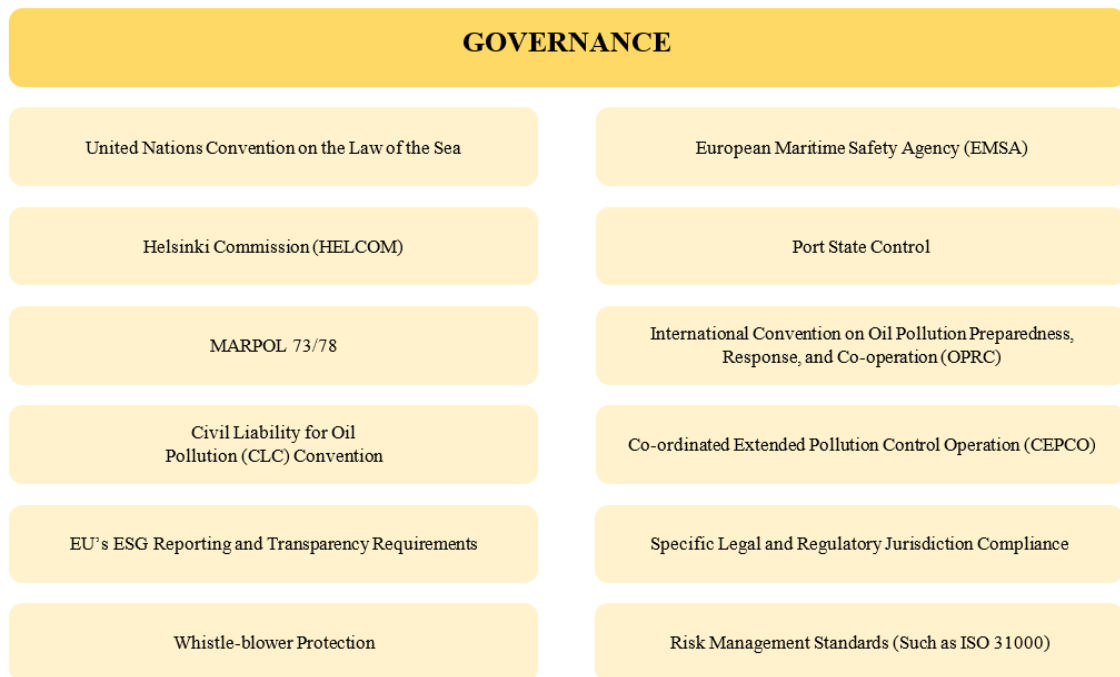 GOVERNANCE
United Nations Convention on the Law of the Sea
European Maritime Safety Agency (EMSA)
Helsinki Commission (HELCOM)
Port State Control
MARPOL 73/78
International Convention on Oil Pollution Preparedness,
Response, and Co-operation (OPRC)
Civil Liability for Oil
Pollution (CLC) Convention
Co-ordinated Extended Pollution Control Operation (CEPCO)
EU’s ESG Reporting and Transparency Requirements
Specific Legal and Regulatory Jurisdiction Compliance
Whistle-blower Protection
Risk Management Standards (Such as ISO 31000)